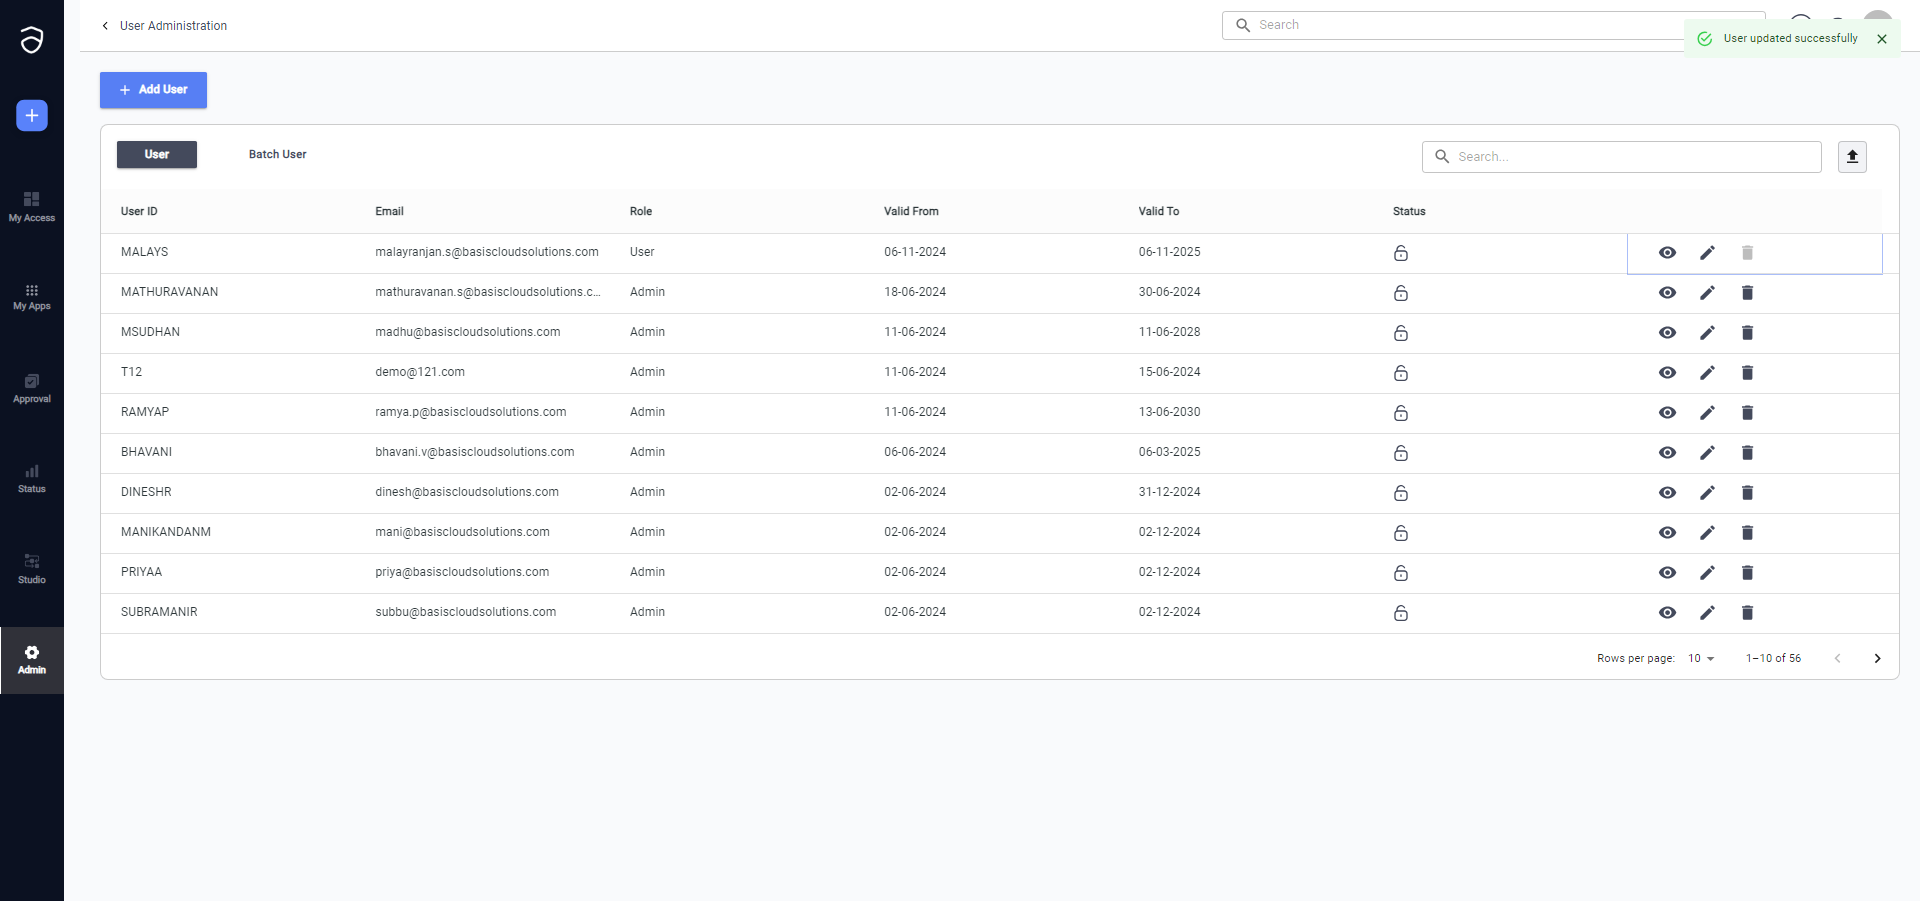 User Administration
Search
User updated successfully
Add User
User
Batch User
Search...
User ID Email Role Valid From Valid To Status
MALAYS malayranjan.s@basiscloudsolutions.com User 06-11-2024 06-11-2025
MATHURAVANAN mathuravanan.s@basiscloudsolutions.c... Admin 18-06-2024 30-06-2024
MSUDHAN madhu@basiscloudsolutions.com Admin 11-06-2024 11-06-2028
T12 demo@121.com Admin 11-06-2024 15-06-2024
RAMYAP ramya.p@basiscloudsolutions.com Admin 11-06-2024 13-06-2030
BHAVANI bhavani.v@basiscloudsolutions.com Admin 06-06-2024 06-03-2025
DINESHR dinesh@basiscloudsolutions.com Admin 02-06-2024 31-12-2024
MANIKANDANM mani@basiscloudsolutions.com Admin 02-06-2024 02-12-2024
PRIYAA priya@basiscloudsolutions.com Admin 02-06-2024 02-12-2024
SUBRAMANIR subbu@basiscloudsolutions.com Admin 02-06-2024 02-12-2024
Rows per page: 10 1–10 of 56
My Access
My Apps
Approval
Status
Studio
Admin